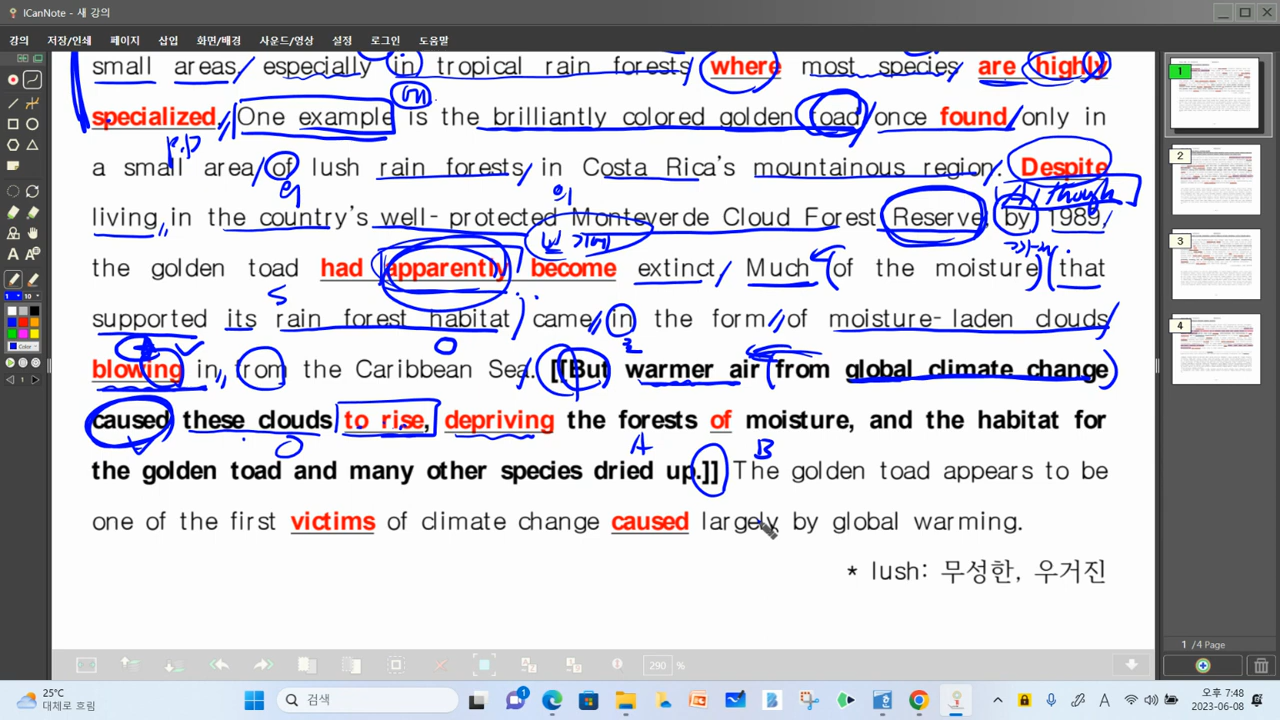 ICanNote - 새 강의
강의 저장/인쇄 페이지 삽입 화면/배경 사운드/영상 설정 로그인 도움말
small areas, especially in tropical rain forests where most species are highly
specialized. One example is the brilliantly colored golden toad once found only in
p.p
a small area of lush rain forests in Costa Rica's mountainous region. Despite
Though
living in the country's well-protected Monteverde Cloud Forest Reserve, by 1989,
the golden toad had apparently become extinct. Much of the moisture that
S
supported its rain forest habitat came in the form of moisture-laden clouds
O
blowing in from the Caribbean Sea. [[But warmer air from global climate change
caused these clouds to rise, depriving the forests of moisture, and the habitat for
O A B
the golden toad and many other species dried up.]] The golden toad appears to be
one of the first victims of climate change caused largely by global warming.
* lush: 무성한, 우거진
1
2
3
4
1 /4 Page
290 %
25°C
대체로 흐림
검색
오후 7:48
2023-06-08